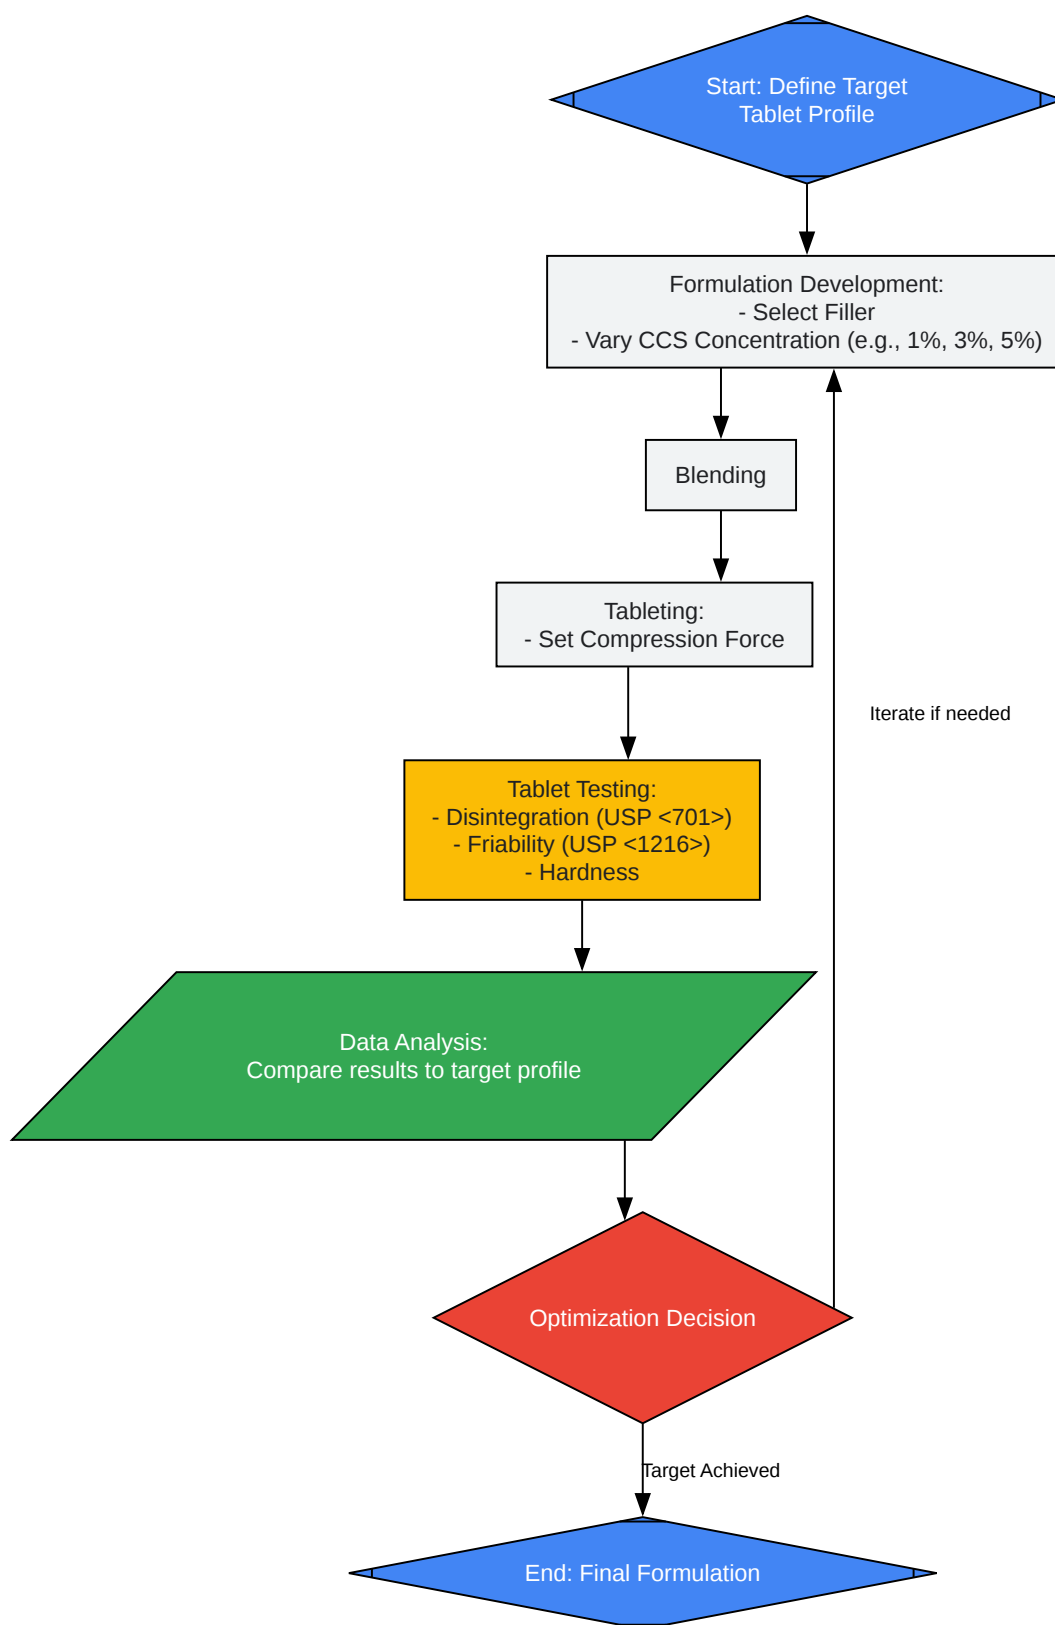 Start: Define Target
Tablet Profile
Formulation Development:
- Select Filler
- Vary CCS Concentration (e.g., 1%, 3%, 5%)
Blending
Tableting:
- Set Compression Force
Iterate if needed
Tablet Testing:
- Disintegration (USP <701>)
- Friability (USP <1216>)
- Hardness
Data Analysis:
Compare results to target profile
Optimization Decision
Target Achieved
End: Final Formulation